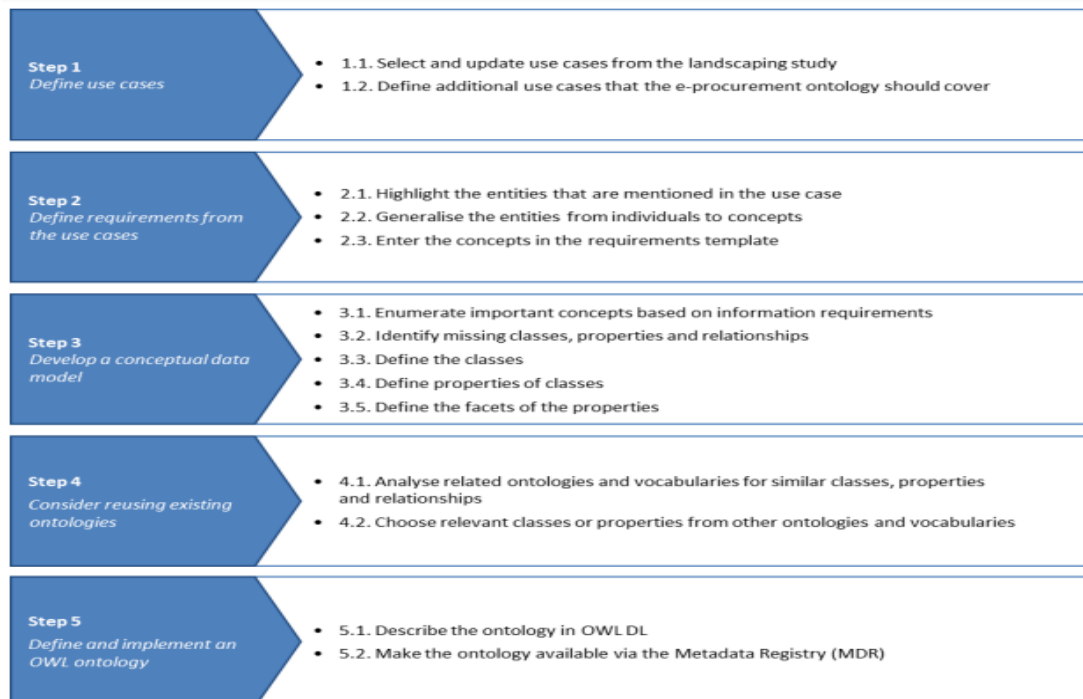 Step 1
Define use cases
• 1.1. Select and update use cases from the landscaping study
• 1.2. Define additional use cases that the e-procurement ontology should cover
Step 2
Define requirements from
the use cases
• 2.1. Highlight the entities that are mentioned in the use case
• 2.2. Generalise the entities from individuals to concepts
• 2.3. Enter the concepts in the requirements template
Step 3
Develop a conceptual data
model
• 3.1. Enumerate important concepts based on information requirements
• 3.2. Identify missing classes, properties and relationships
• 3.3. Define the classes
• 3.4. Define properties of classes
• 3.5. Define the facets of the properties
Step 4
Consider reusing existing
ontologies
• 4.1. Analyse related ontologies and vocabularies for similar classes, properties
and relationships
• 4.2. Choose relevant classes or properties from other ontologies and vocabularies
Step 5
Define and implement an
OWL ontology
• 5.1. Describe the ontology in OWL DL
• 5.2. Make the ontology available via the Metadata Registry (MDR)